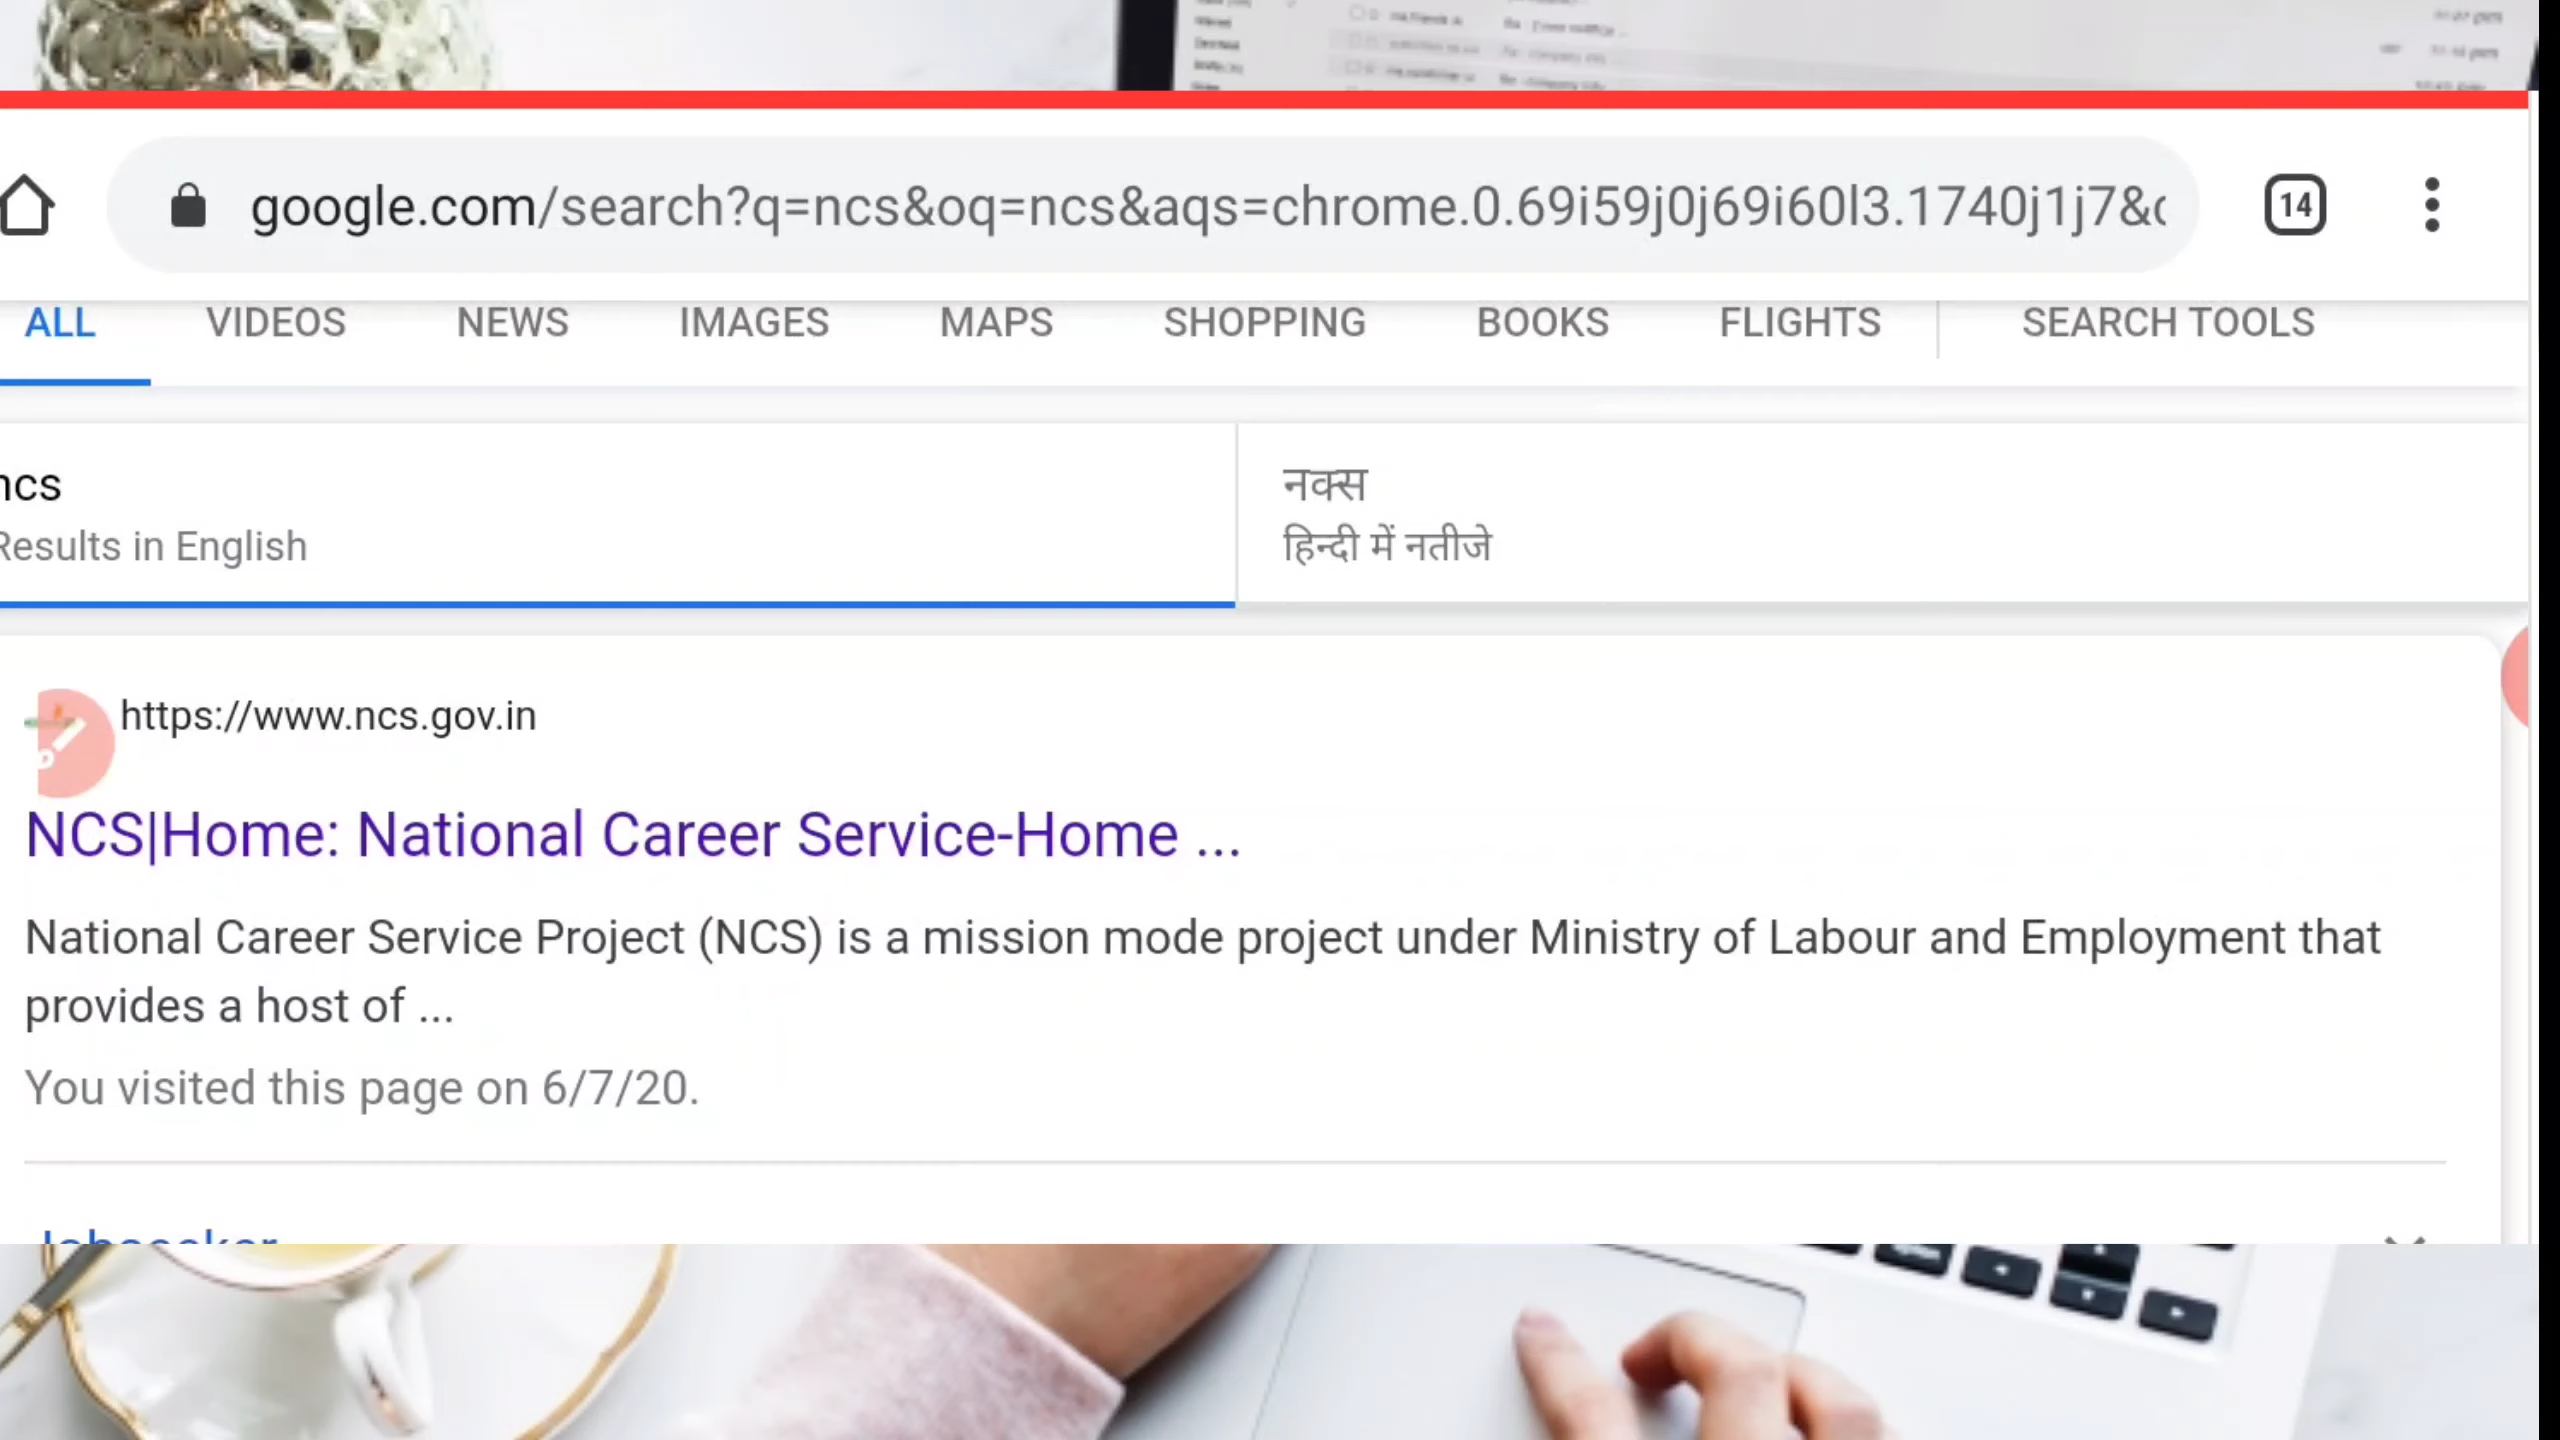 google.com/search?q=ncs&oq=ncs&aqs=chrome.0.69i59j0j69i60l3.1740j1j7&
14
ALL VIDEOS NEWS IMAGES MAPS SHOPPING BOOKS FLIGHTS SEARCH TOOLS
ncs
Results in English
नक्स
हिन्दी में नतीजे
https://www.ncs.gov.in
NCS|Home: National Career Service-Home ...
National Career Service Project (NCS) is a mission mode project under Ministry of Labour and Employment that
provides a host of ...
You visited this page on 6/7/20.
Jobseeker